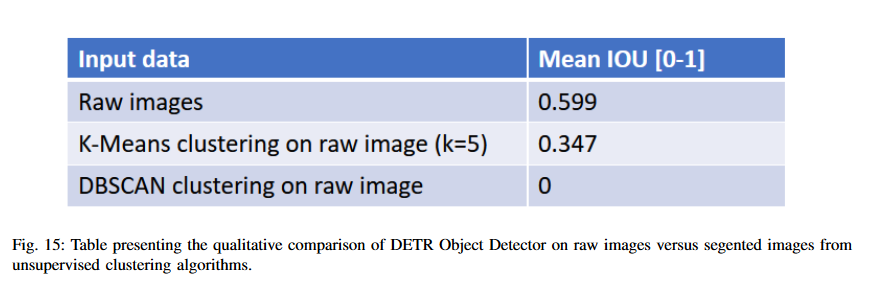 Input data Mean IOU [0-1]
Raw images 0.599
K-Means clustering on raw image (k=5) 0.347
DBSCAN clustering on raw image 0
Fig. 15: Table presenting the qualitative comparison of DETR Object Detector on raw images versus segented images from
unsupervised clustering algorithms.